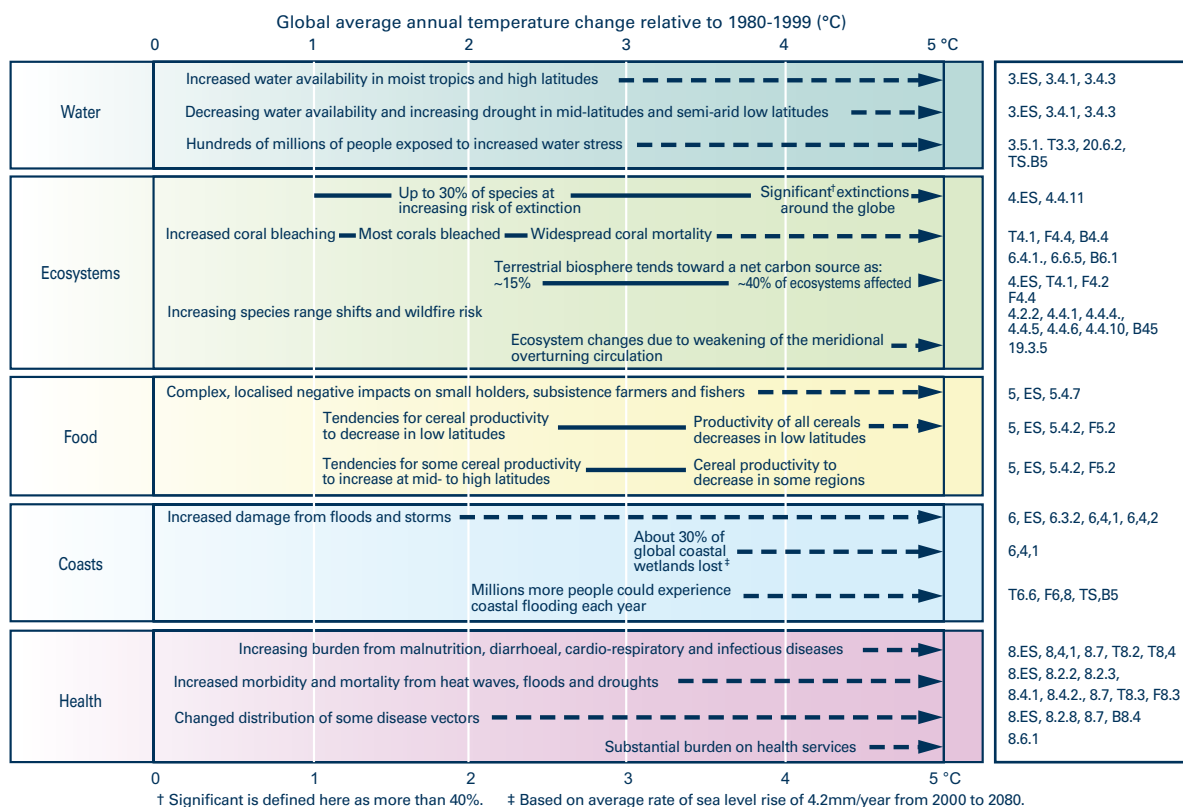 Global average annual temperature change relative to 1980-1999 (°C)
0 1 2 3 4 5 °C
Water
Increased water availability in moist tropics and high latitudes
3.ES, 3.4.1, 3.4.3
Decreasing water availability and increasing drought in mid-latitudes and semi-arid low latitudes
3.ES, 3.4.1, 3.4.3
Hundreds of millions of people exposed to increased water stress
3.5.1. T3.3, 20.6.2,
TS.B5
Ecosystems
Up to 30% of species at
increasing risk of extinction
Significant† extinctions
around the globe
4.ES, 4.4.11
Increased coral bleaching Most corals bleached Widespread coral mortality
T4.1, F4.4, B4.4
6.4.1., 6.6.5, B6.1
Terrestrial biosphere tends toward a net carbon source as:
~15% ~40% of ecosystems affected
4.ES, T4.1, F4.2
F4.4
Increasing species range shifts and wildfire risk
4.2.2, 4.4.1, 4.4.4.,
4.4.5, 4.4.6, 4.4.10, B45
Ecosystem changes due to weakening of the meridional
overturning circulation
19.3.5
Food
Complex, localised negative impacts on small holders, subsistence farmers and fishers
5, ES, 5.4.7
Tendencies for cereal productivity
to decrease in low latitudes
Productivity of all cereals
decreases in low latitudes
5, ES, 5.4.2, F5.2
Tendencies for some cereal productivity
to increase at mid- to high latitudes
Cereal productivity to
decrease in some regions
5, ES, 5.4.2, F5.2
Coasts
Increased damage from floods and storms
6, ES, 6.3.2, 6,4,1, 6,4,2
About 30% of
global coastal
wetlands lost‡
6,4,1
Millions more people could experience
coastal flooding each year
T6.6, F6,8, TS,B5
Health
Increasing burden from malnutrition, diarrhoeal, cardio-respiratory and infectious diseases
8.ES, 8,4,1, 8.7, T8.2, T8,4
Increased morbidity and mortality from heat waves, floods and droughts
8.ES, 8.2.2, 8.2.3,
8.4.1, 8.4.2., 8.7, T8.3, F8.3
Changed distribution of some disease vectors
8.ES, 8.2.8, 8.7, B8.4
Substantial burden on health services
8.6.1
0 1 2 3 4 5 °C
† Significant is defined here as more than 40%. ‡ Based on average rate of sea level rise of 4.2mm/year from 2000 to 2080.